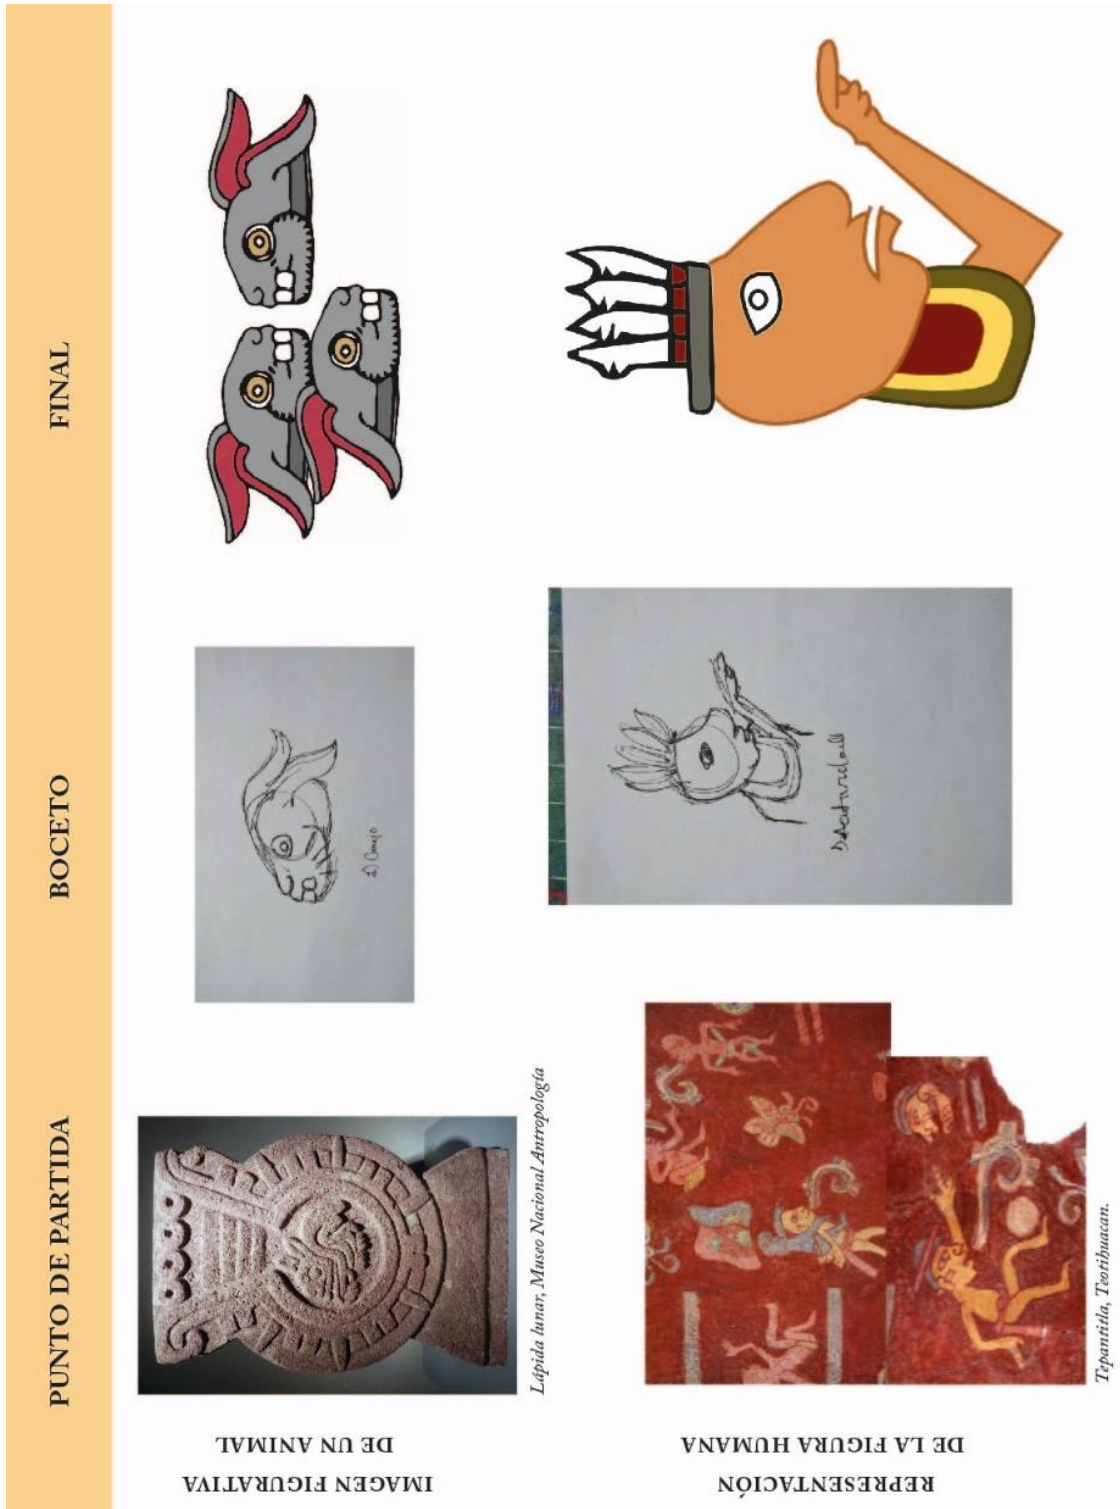 PUNTO DE PARTIDA
BOCETO
FINAL
IMAGEN FIGURATIVA
DE UN ANIMAL
Lápida lunar, Museo Nacional Antropología
2) Conejo
REPRESENTACIÓN
DE LA FIGURA HUMANA
Tepantitla, Teotihuacan.